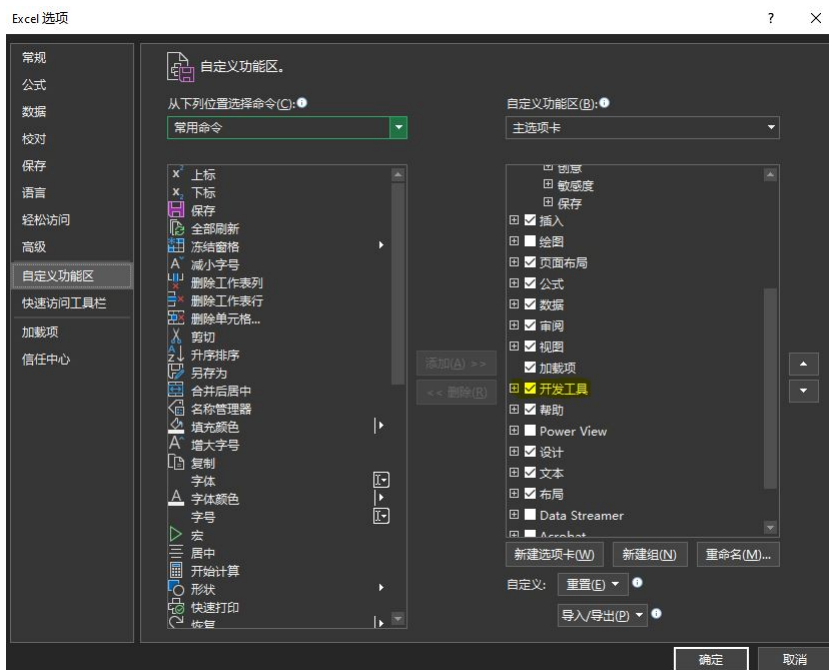 Excel 选项
常规
公式
数据
校对
保存
语言
轻松访问
高级
自定义功能区
快速访问工具栏
加载项
信任中心
自定义功能区。
从下列位置选择命令(C):
常用命令
上标
下标
保存
全部刷新
冻结窗格
减小字号
删除工作表列
删除工作表行
删除单元格...
剪切
升序排序
另存为
合并后居中
名称管理器
填充颜色
增大字号
复制
字体
字体颜色
字号
宏
居中
开始计算
形状
快速打印
恢复
添加(A) >>
<< 删除(R)
自定义功能区(B):
主选项卡
创意
敏感度
保存
插入
绘图
页面布局
公式
数据
审阅
视图
加载项
开发工具
帮助
Power View
设计
文本
布局
Data Streamer
Acrobat
新建选项卡(W) 新建组(N) 重命名(M)...
自定义: 重置(E)
导入/导出(P)
确定 取消